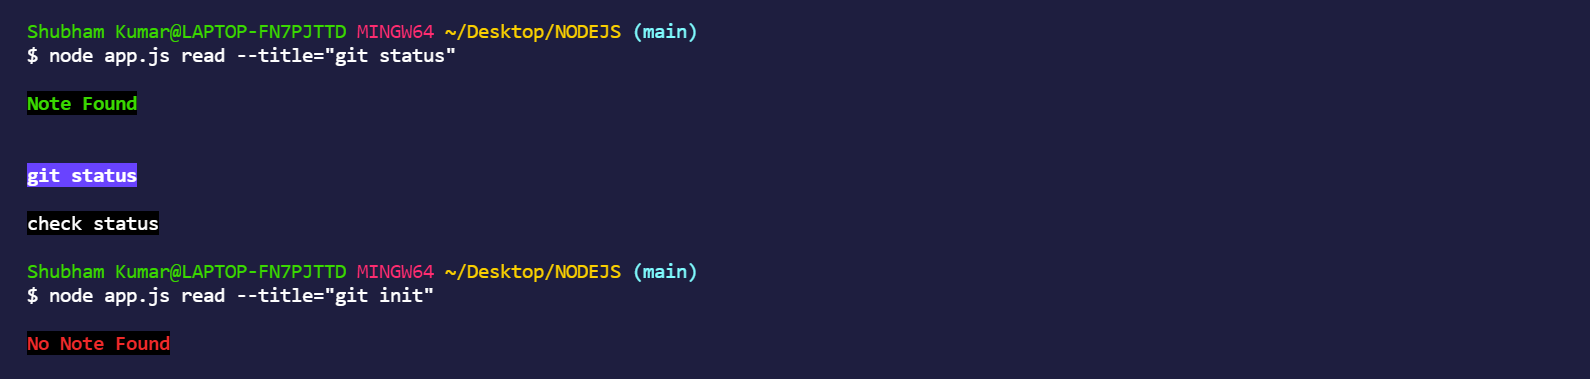 Shubham Kumar@LAPTOP-FN7PJTTD MINGW64 ~/Desktop/NODEJS (main)
$ node app.js read --title="git status"
Note Found
git status
check status
Shubham Kumar@LAPTOP-FN7PJTTD MINGW64 ~/Desktop/NODEJS (main)
$ node app.js read --title="git init"
No Note Found